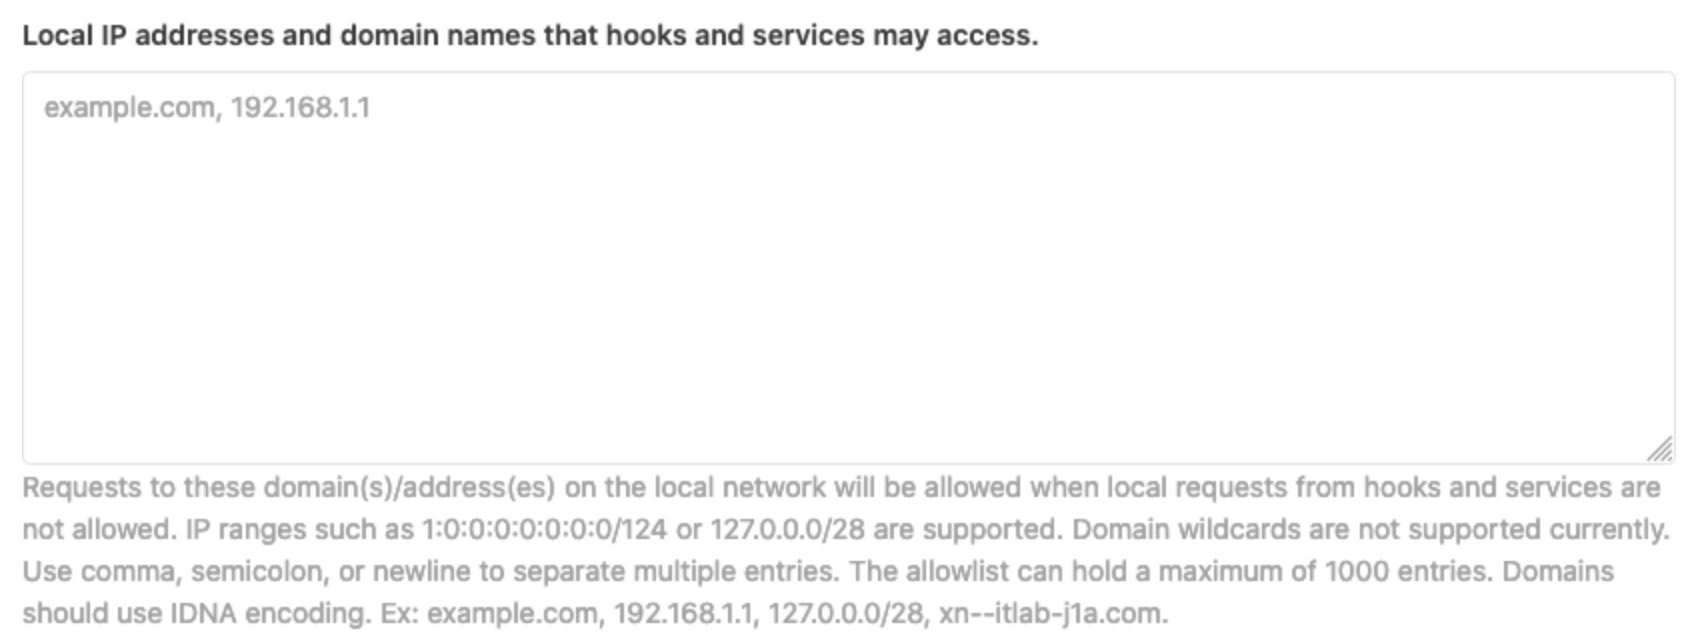 Local IP addresses and domain names that hooks and services may access.
example.com, 192.168.1.1
Requests to these domain(s)/address(es) on the local network will be allowed when local requests from hooks and services are
not allowed. IP ranges such as 1:0:0:0:0:0:0:0/124 or 127.0.0.0/28 are supported. Domain wildcards are not supported currently.
Use comma, semicolon, or newline to separate multiple entries. The allowlist can hold a maximum of 1000 entries. Domains
should use IDNA encoding. Ex: example.com, 192.168.1.1, 127.0.0.0/28, xn--itlab-j1a.com.